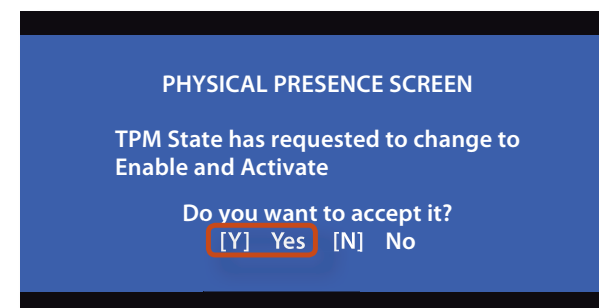 PHYSICAL PRESENCE SCREEN
TPM State has requested to change to
Enable and Activate
Do you want to accept it?
[Y] Yes [N] No